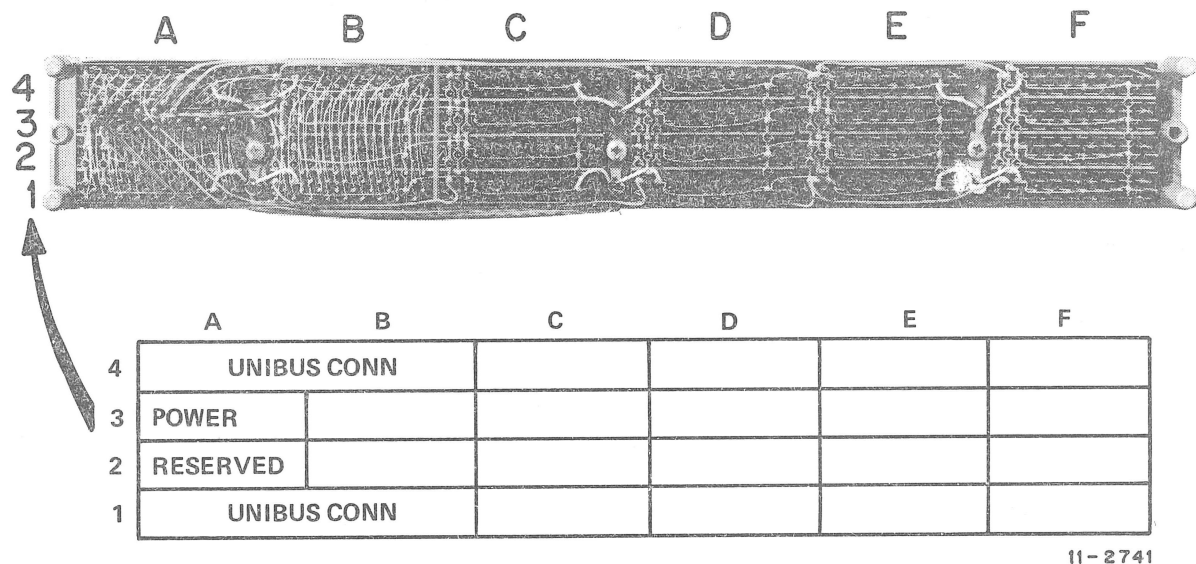 A B C D E F
4
3
2
1
A B C D E F
4 UNIBUS CONN
3 POWER
2 RESERVED
1 UNIBUS CONN
11-2741